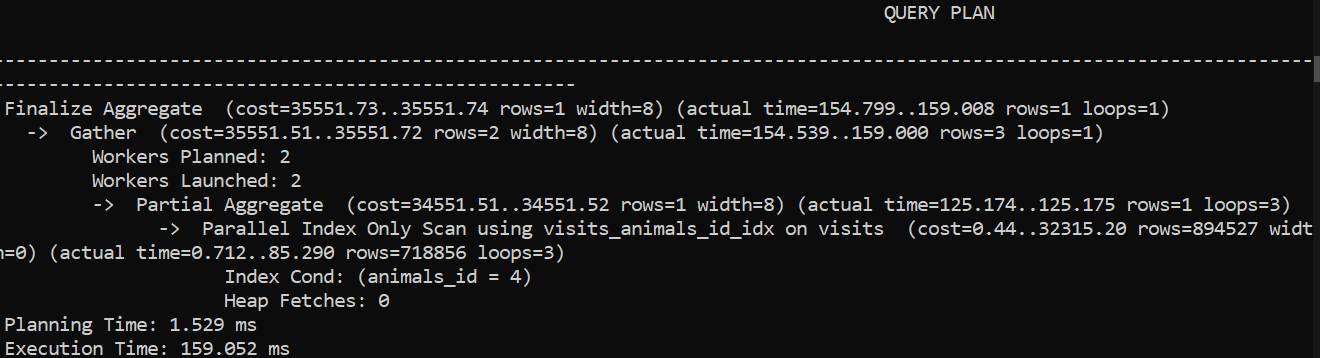 QUERY PLAN
-----------------------------------------------------------------------------------------------------------------------
----------------------------------------------------
Finalize Aggregate  (cost=35551.73..35551.74 rows=1 width=8) (actual time=154.799..159.008 rows=1 loops=1)
  ->  Gather  (cost=35551.51..35551.72 rows=2 width=8) (actual time=154.539..159.000 rows=3 loops=1)
        Workers Planned: 2
        Workers Launched: 2
        ->  Partial Aggregate  (cost=34551.51..34551.52 rows=1 width=8) (actual time=125.174..125.175 rows=1 loops=3)
              ->  Parallel Index Only Scan using visits_animals_id_idx on visits  (cost=0.44..32315.20 rows=894527 widt
h=0) (actual time=0.712..85.290 rows=718856 loops=3)
                    Index Cond: (animals_id = 4)
                    Heap Fetches: 0
Planning Time: 1.529 ms
Execution Time: 159.052 ms